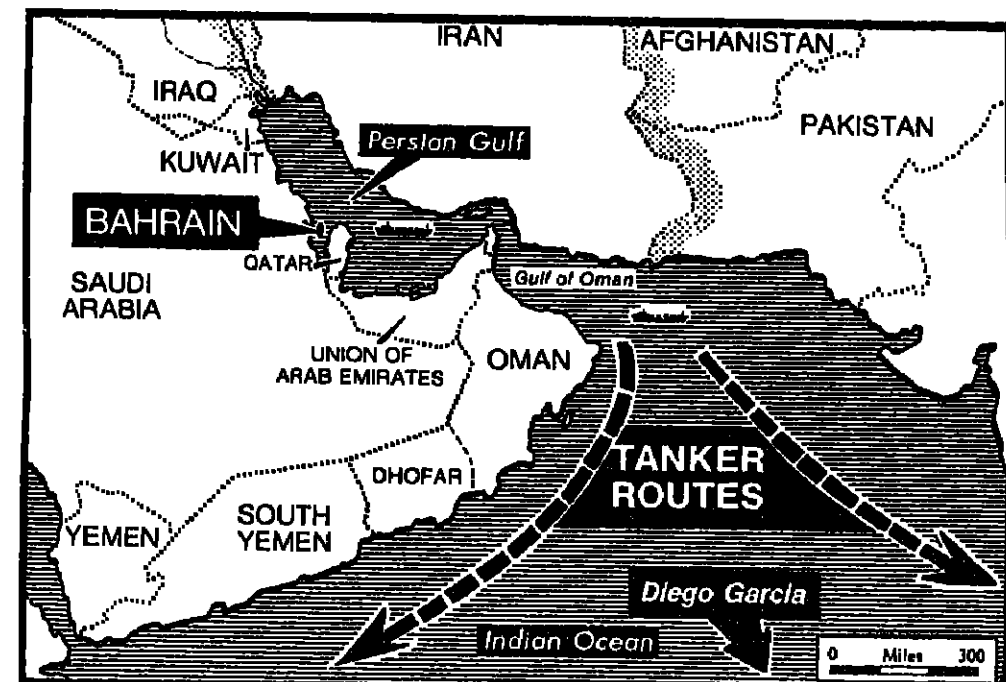 IRAN
AFGHANISTAN
IRAQ
PAKISTAN
KUWAIT
Persian Gulf
BAHRAIN
QATAR
SAUDI
ARABIA
Gulf of Oman
UNION OF
ARAB EMIRATES
OMAN
TANKER
ROUTES
DHOFAR
YEMEN
SOUTH
YEMEN
Diego Garcia
Indian Ocean
0 Miles 300